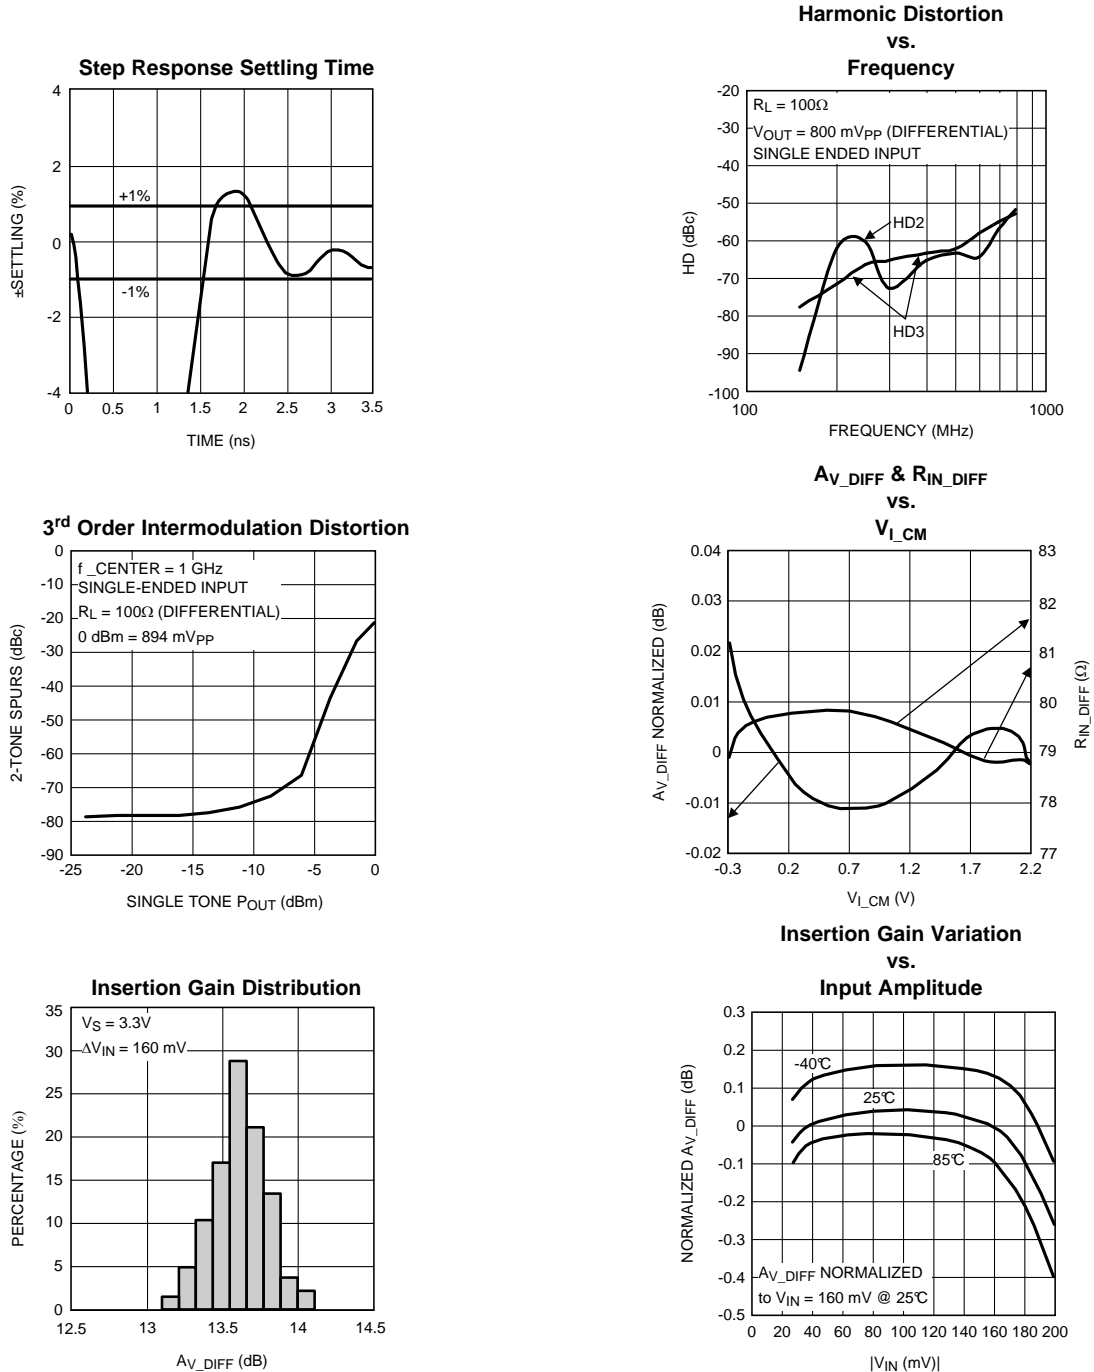 Step Response Settling Time
4
2
0
-2
-4
±SETTLING (%)
+1%
-1%
0 0.5 1 1.5 2 2.5 3 3.5
TIME (ns)
Harmonic Distortion
vs.
Frequency
-20
-30
-40
-50
-60
-70
-80
-90
-100
HD (dBc)
RL = 100Ω
VOUT = 800 mVPP (DIFFERENTIAL)
SINGLE ENDED INPUT
HD2
HD3
100 1000
FREQUENCY (MHz)
3rd Order Intermodulation Distortion
0
-10
-20
-30
-40
-50
-60
-70
-80
-90
2-TONE SPURS (dBc)
f _CENTER = 1 GHz
SINGLE-ENDED INPUT
RL = 100Ω (DIFFERENTIAL)
0 dBm = 894 mVPP
-25 -20 -15 -10 -5 0
SINGLE TONE POUT (dBm)
AV_DIFF & RIN_DIFF
vs.
VI_CM
0.04
0.03
0.02
0.01
0
-0.01
-0.02
AV_DIFF NORMALIZED (dB)
83
82
81
80
79
78
77
RIN_DIFF (Ω)
-0.3 0.2 0.7 1.2 1.7 2.2
VI_CM (V)
Insertion Gain Distribution
35
30
25
20
15
10
5
0
PERCENTAGE (%)
VS = 3.3V
ΔVIN = 160 mV
12.5 13 13.5 14 14.5
AV_DIFF (dB)
Insertion Gain Variation
vs.
Input Amplitude
0.3
0.2
0.1
0
-0.1
-0.2
-0.3
-0.4
-0.5
NORMALIZED AV_DIFF (dB)
-40°C
25°C
85°C
AV_DIFF NORMALIZED
to VIN = 160 mV @ 25°C
0 20 40 60 80 100 120 140 160 180 200
|VIN (mV)|